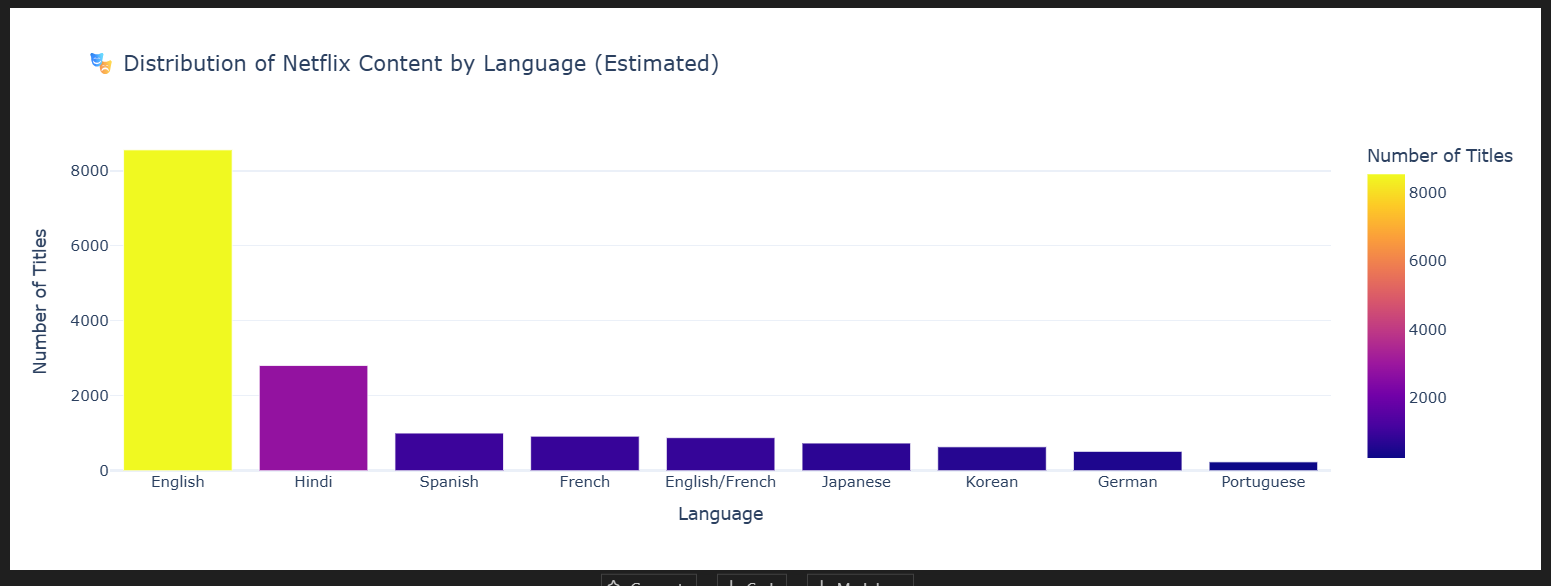 Distribution of Netflix Content by Language (Estimated)
Number of Titles
8000
6000
4000
2000
0
English Hindi Spanish French English/French Japanese Korean German Portuguese
Language
Number of Titles
8000
6000
4000
2000